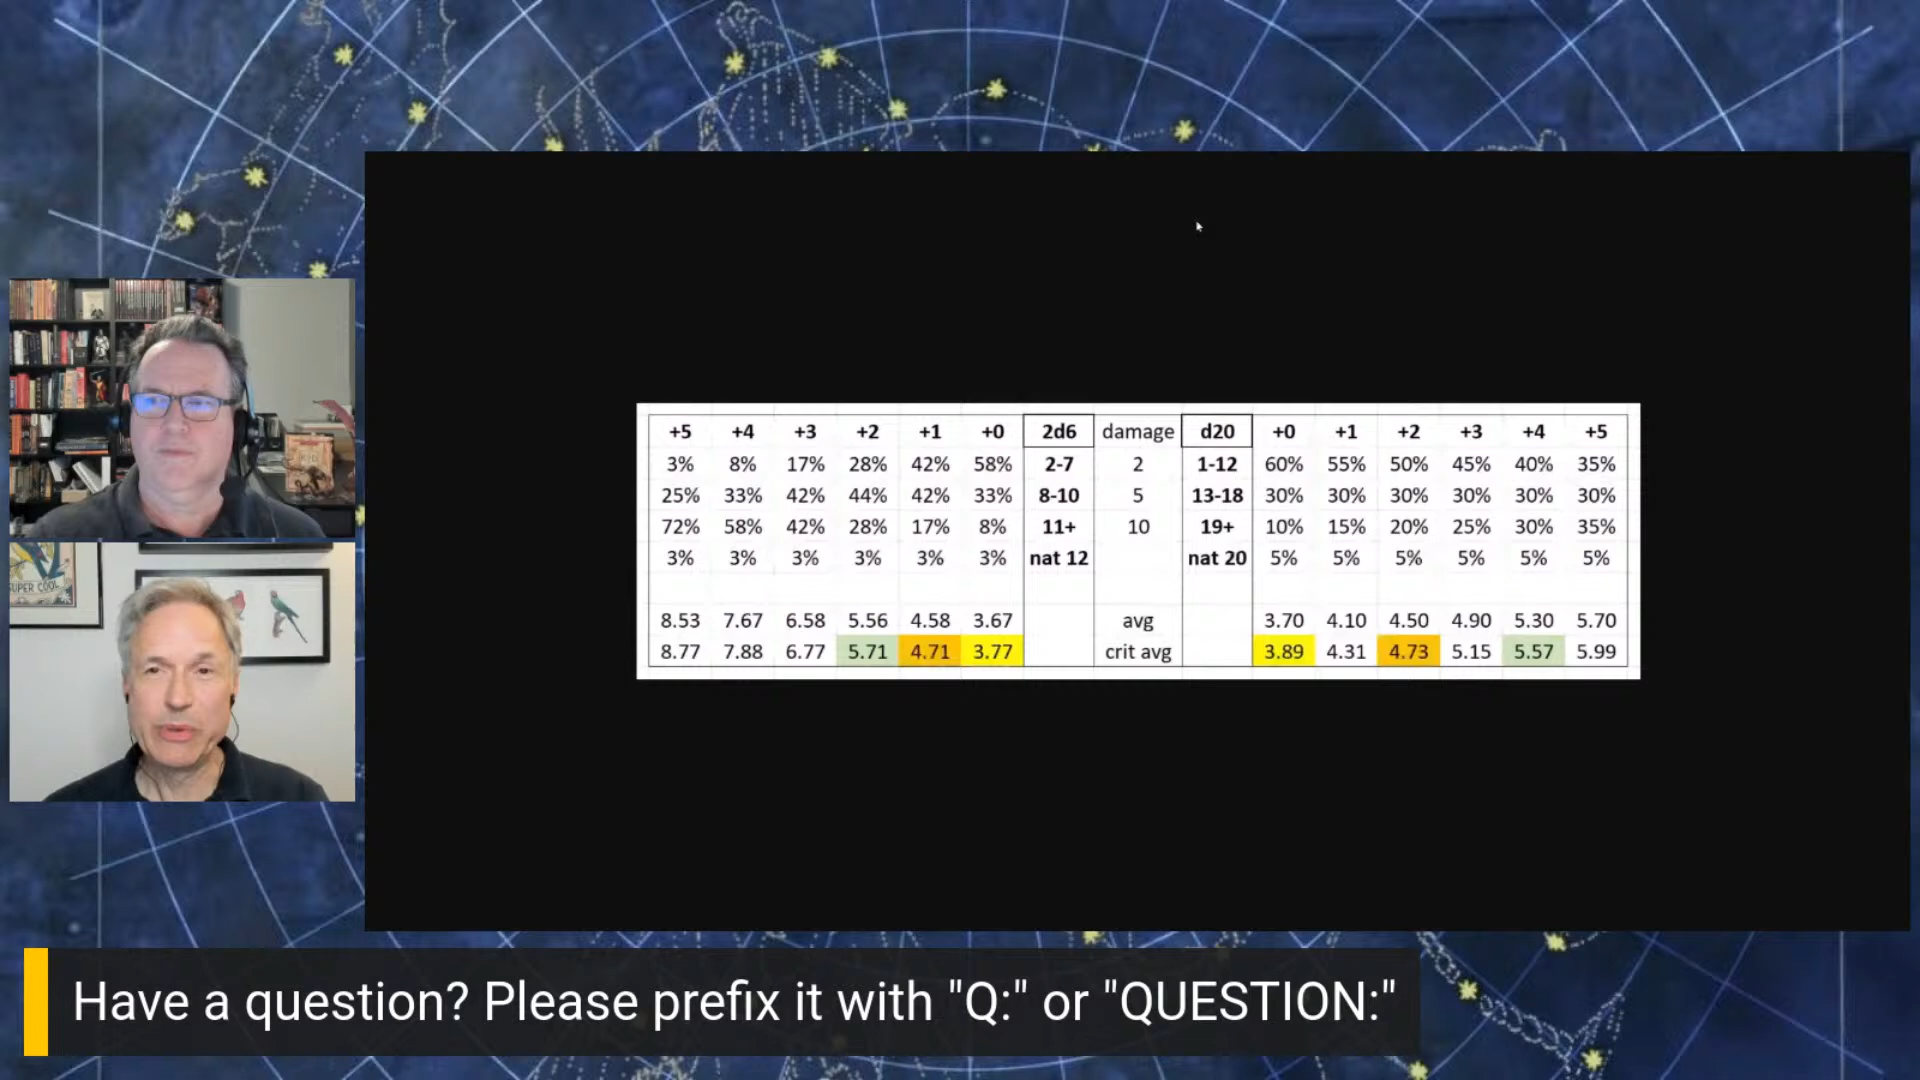 SUPER COOL
+5 +4 +3 +2 +1 +0 2d6 damage d20 +0 +1 +2 +3 +4 +5
3% 8% 17% 28% 42% 58% 2-7 2 1-12 60% 55% 50% 45% 40% 35%
25% 33% 42% 44% 42% 33% 8-10 5 13-18 30% 30% 30% 30% 30% 30%
72% 58% 42% 28% 17% 8% 11+ 10 19+ 10% 15% 20% 25% 30% 35%
3% 3% 3% 3% 3% 3% nat 12 nat 20 5% 5% 5% 5% 5% 5%
8.53 7.67 6.58 5.56 4.58 3.67 avg 3.70 4.10 4.50 4.90 5.30 5.70
8.77 7.88 6.77 5.71 4.71 3.77 crit avg 3.89 4.31 4.73 5.15 5.57 5.99
Have a question? Please prefix it with "Q:" or "QUESTION:"